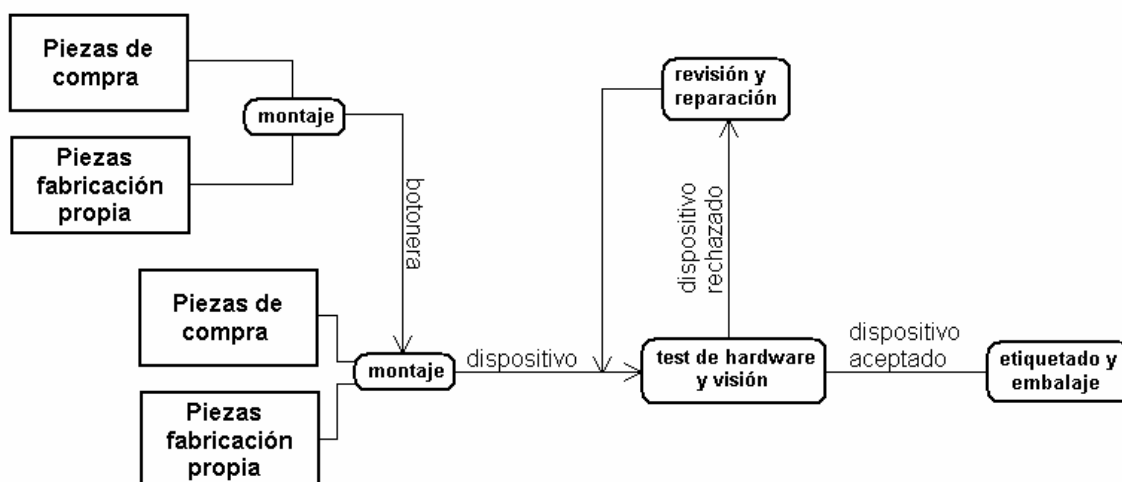 Piezas de
compra
montaje
Piezas
fabricación
propia
botonera
Piezas de
compra
Piezas
fabricación
propia
montaje
dispositivo
revisión y
reparación
dispositivo
rechazado
test de hardware
y visión
dispositivo
aceptado
etiquetado y
embalaje